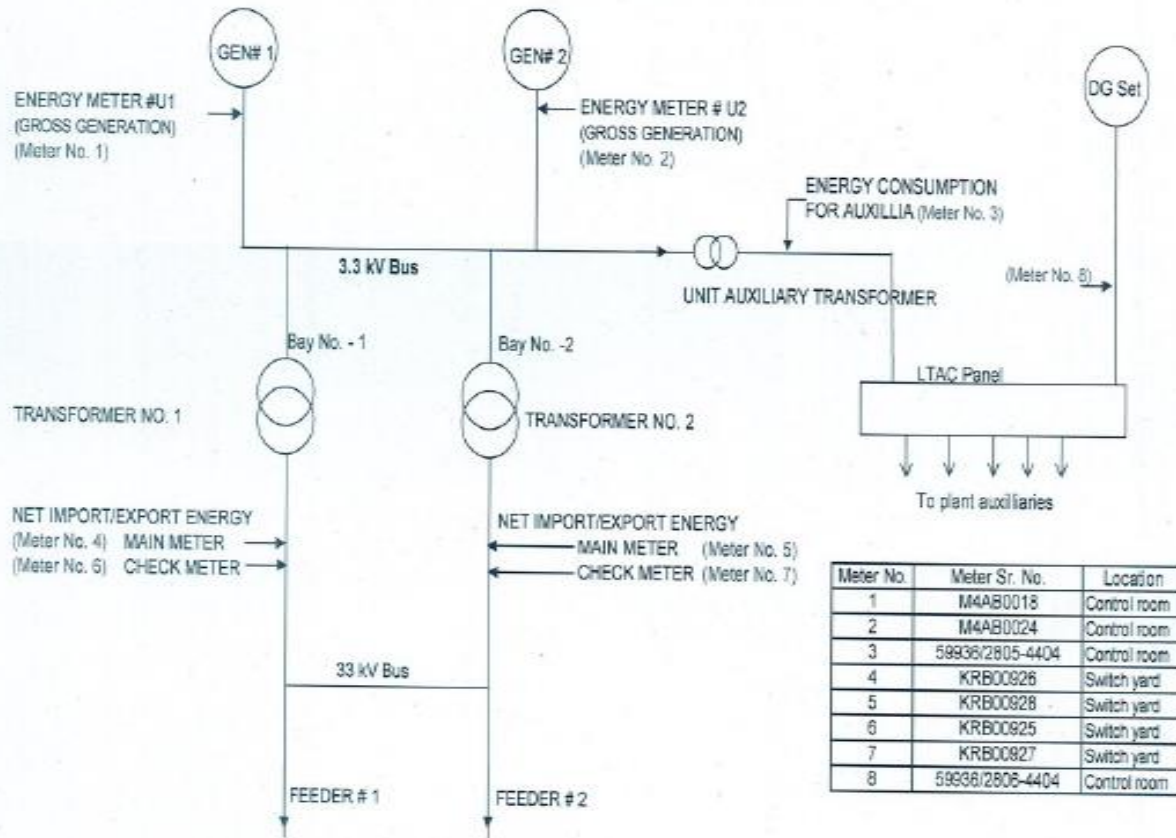 GEN# 1
GEN# 2
DG Set
ENERGY METER #U1
(GROSS GENERATION)
(Meter No. 1)
ENERGY METER # U2
(GROSS GENERATION)
(Meter No. 2)
ENERGY CONSUMPTION
FOR AUXILLIA (Meter No. 3)
3.3 kV Bus
UNIT AUXILIARY TRANSFORMER
(Meter No. 8)
Bay No. - 1
Bay No. -2
LTAC Panel
TRANSFORMER NO. 1
TRANSFORMER NO. 2
To plant auxiliaries
NET IMPORT/EXPORT ENERGY
(Meter No. 4) MAIN METER
(Meter No. 6) CHECK METER
NET IMPORT/EXPORT ENERGY
MAIN METER (Meter No. 5)
CHECK METER (Meter No. 7)
33 kV Bus
FEEDER # 1
FEEDER # 2
Meter No. Meter Sr. No. Location
1 M4AB0018 Control room
2 M4AB0024 Control room
3 59936/2805-4404 Control room
4 KRB00926 Switch yard
5 KRB00928 Switch yard
6 KRB00925 Switch yard
7 KRB00927 Switch yard
8 59936/2806-4404 Control room